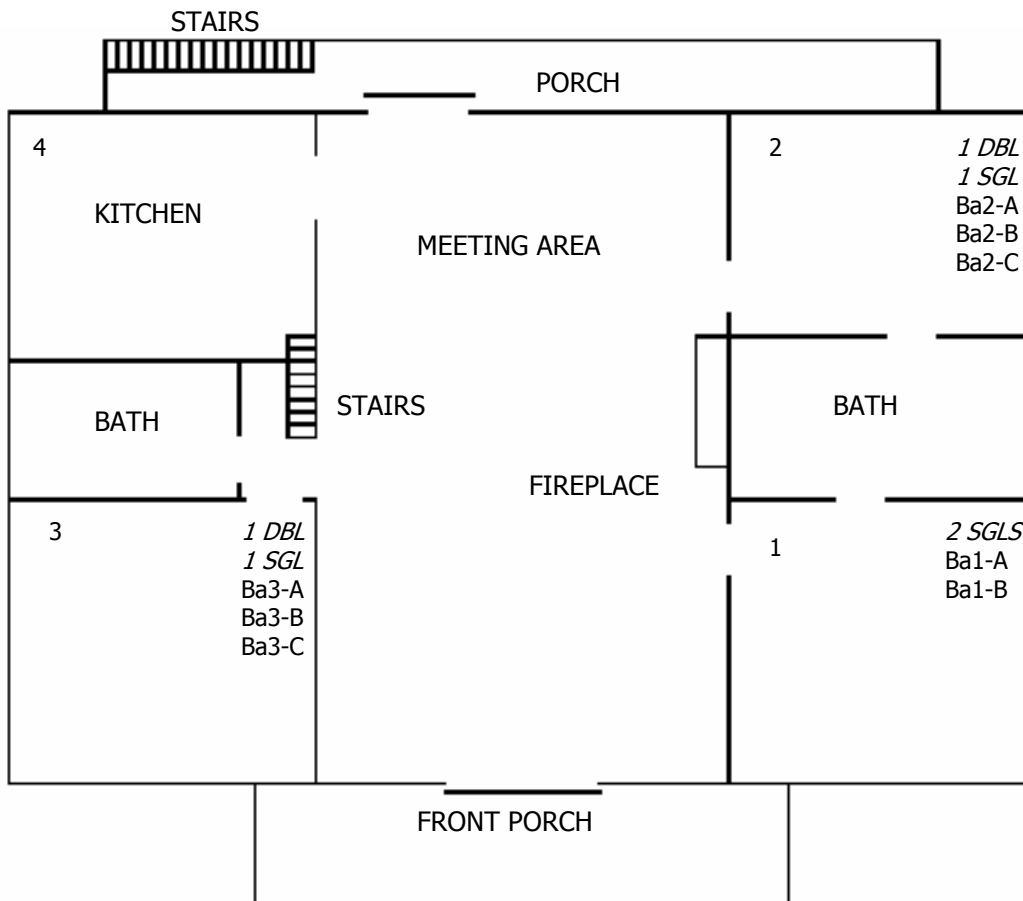 STAIRS
PORCH
4
KITCHEN
MEETING AREA
2
1 DBL
1 SGL
Ba2-A
Ba2-B
Ba2-C
BATH
STAIRS
BATH
FIREPLACE
3
1 DBL
1 SGL
Ba3-A
Ba3-B
Ba3-C
1
2 SGLS
Ba1-A
Ba1-B
FRONT PORCH